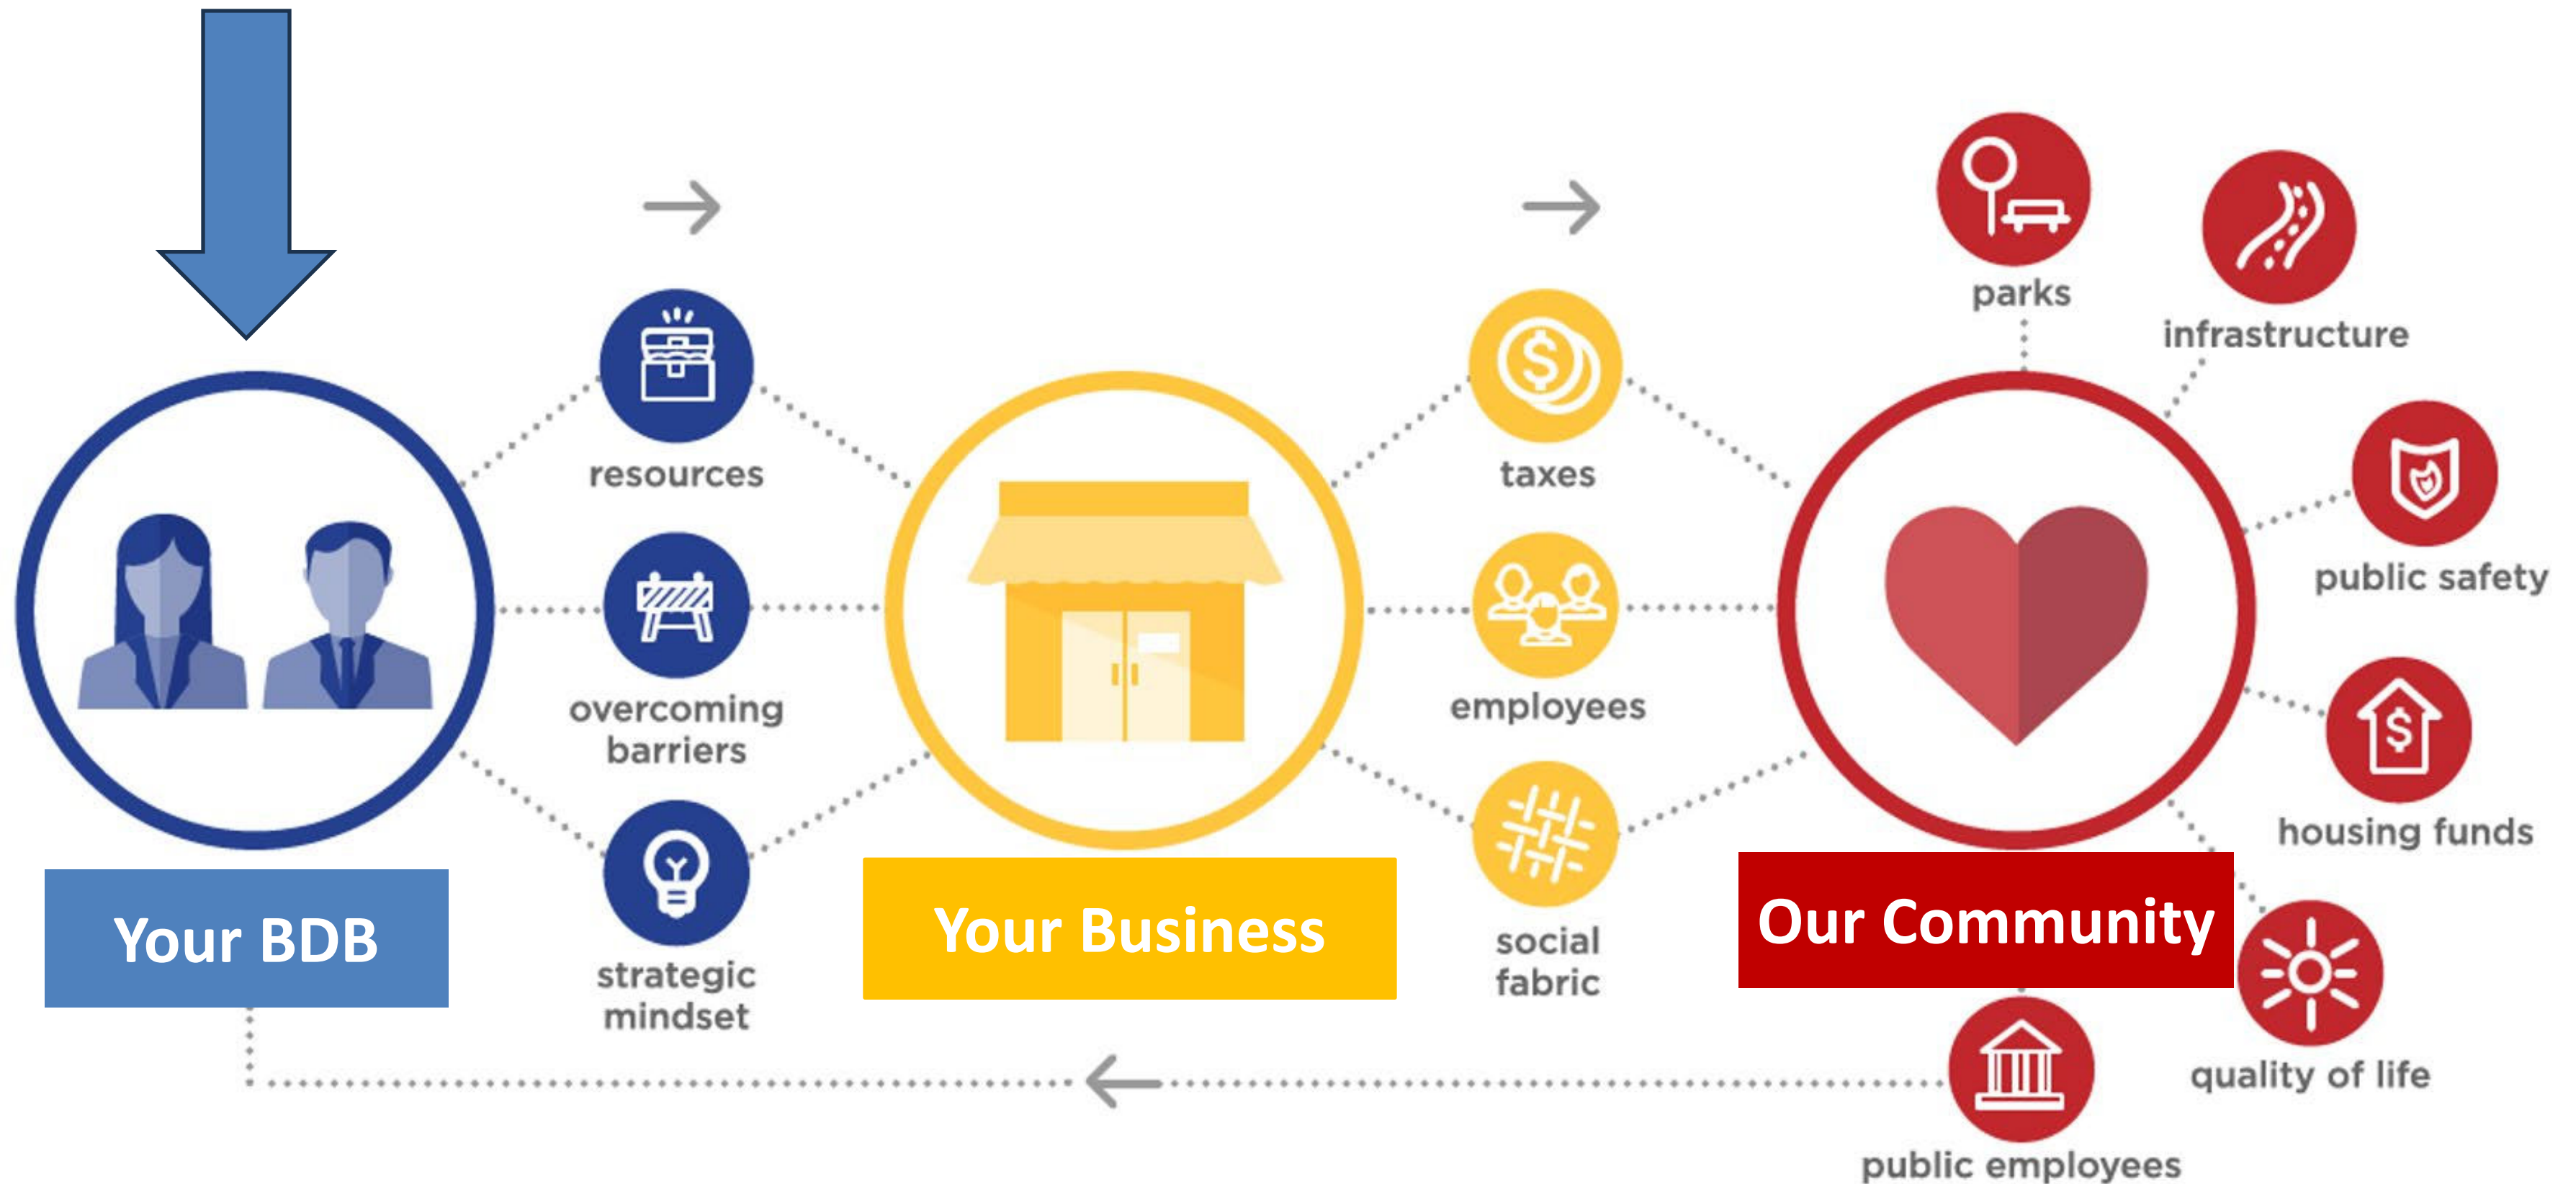 parks
infrastructure
resources
taxes
public safety
overcoming
barriers
employees
housing funds
Your BDB
Your Business
Our Community
strategic
mindset
social
fabric
quality of life
public employees